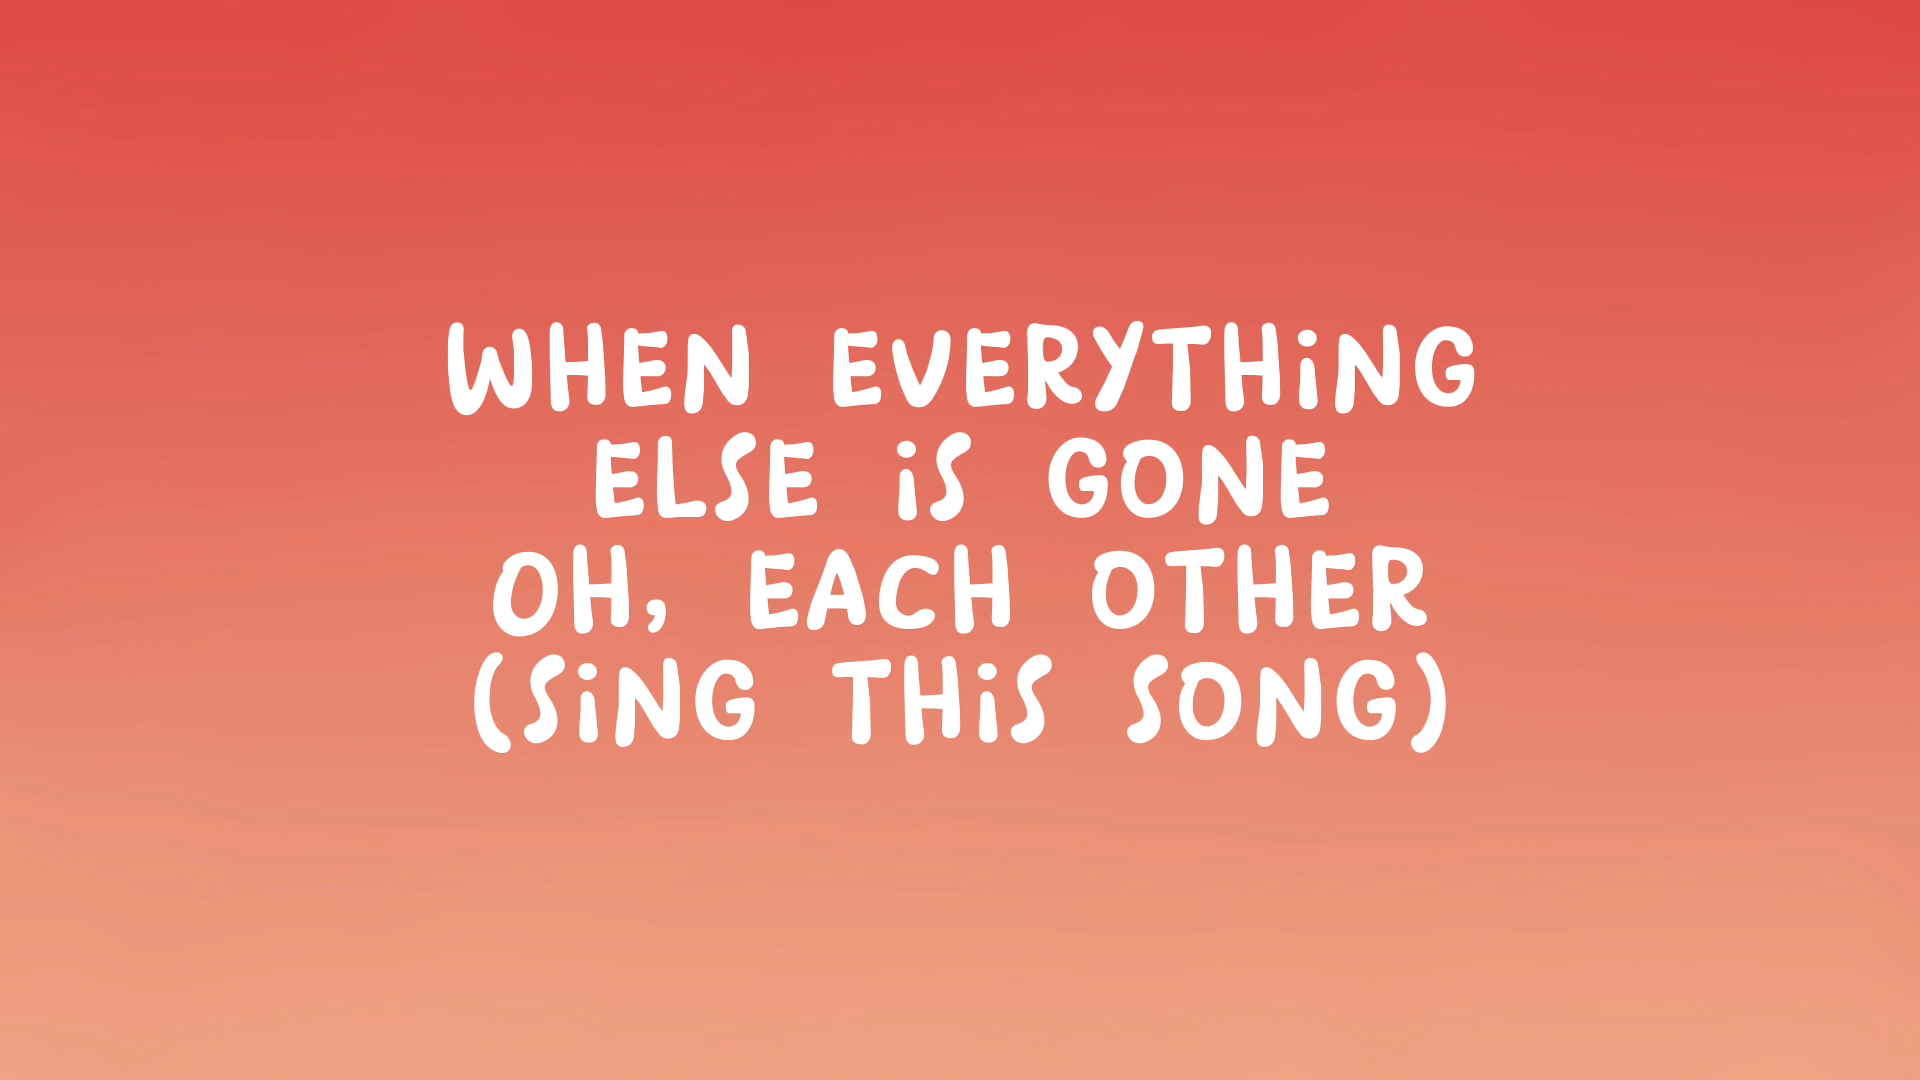 WHEN EVERYTHiNG
ELSE iS GONE
OH, EACH OTHER
(SiNG THiS SONG)